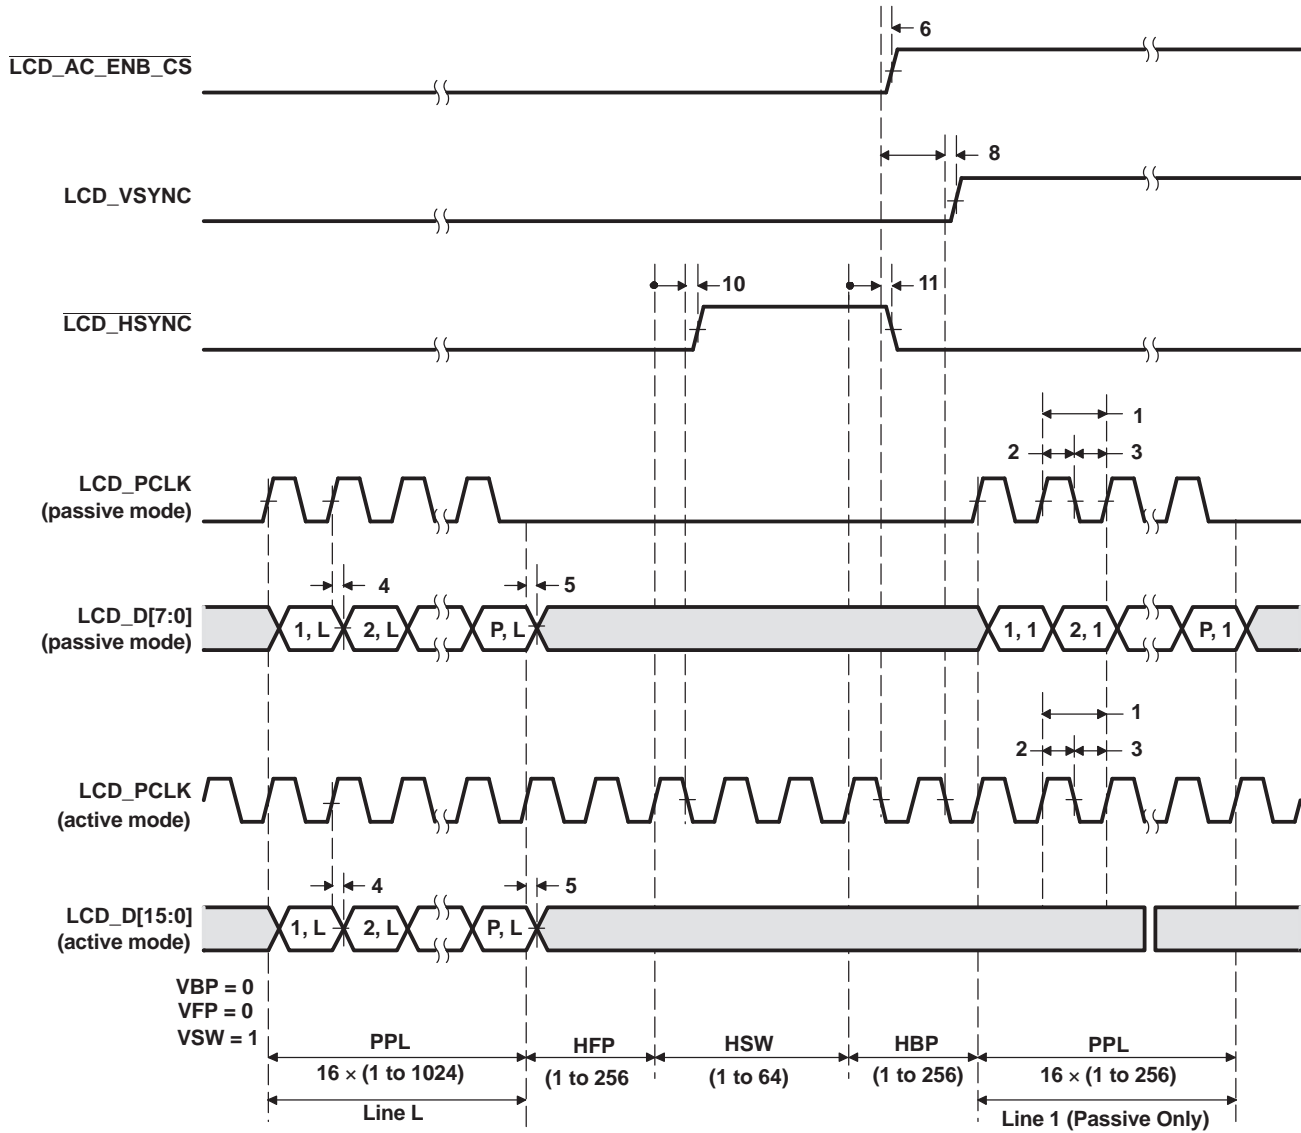 6
LCD_AC_ENB_CS
8
LCD_VSYNC
10
11
LCD_HSYNC
1
2
3
LCD_PCLK
(passive mode)
4
5
LCD_D[7:0]
(passive mode)
1, L
2, L
P, L
1, 1
2, 1
P, 1
1
2
3
LCD_PCLK
(active mode)
4
5
LCD_D[15:0]
(active mode)
1, L
2, L
P, L
VBP = 0
VFP = 0
VSW = 1
PPL
HFP
HSW
HBP
PPL
16 × (1 to 1024)
(1 to 256
(1 to 64)
(1 to 256)
16 × (1 to 256)
Line L
Line 1 (Passive Only)